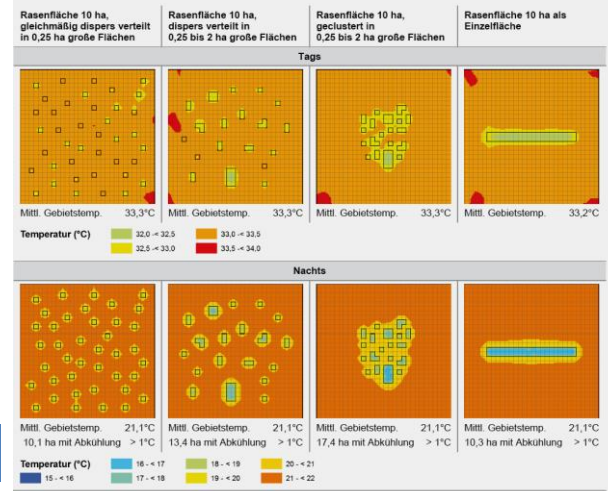 Rasenfläche 10 ha,
gleichmäßig dispers verteilt
in 0,25 ha große Flächen
Rasenfläche 10 ha,
dispers verteilt in
0,25 bis 2 ha große Flächen
Rasenfläche 10 ha,
geclustert in
0,25 bis 2 ha große Flächen
Rasenfläche 10 ha als
Einzelfläche
Tags
Mittl. Gebietstemp. 33,3°C
Mittl. Gebietstemp. 33,3°C
Mittl. Gebietstemp. 33,3°C
Mittl. Gebietstemp. 33,2°C
Temperatur (°C)
32,0 -< 32,5
33,0 -< 33,5
32,5 -< 33,0
33,5 -< 34,0
Nachts
Mittl. Gebietstemp. 21,1°C
10,1 ha mit Abkühlung > 1°C
Mittl. Gebietstemp. 21,1°C
13,4 ha mit Abkühlung > 1°C
Mittl. Gebietstemp. 21,1°C
17,4 ha mit Abkühlung > 1°C
Mittl. Gebietstemp. 21,1°C
10,3 ha mit Abkühlung > 1°C
Temperatur (°C)
16 - < 17
18 - < 19
20 - < 21
15 - < 16
17 - < 18
19 - < 20
21 - < 22